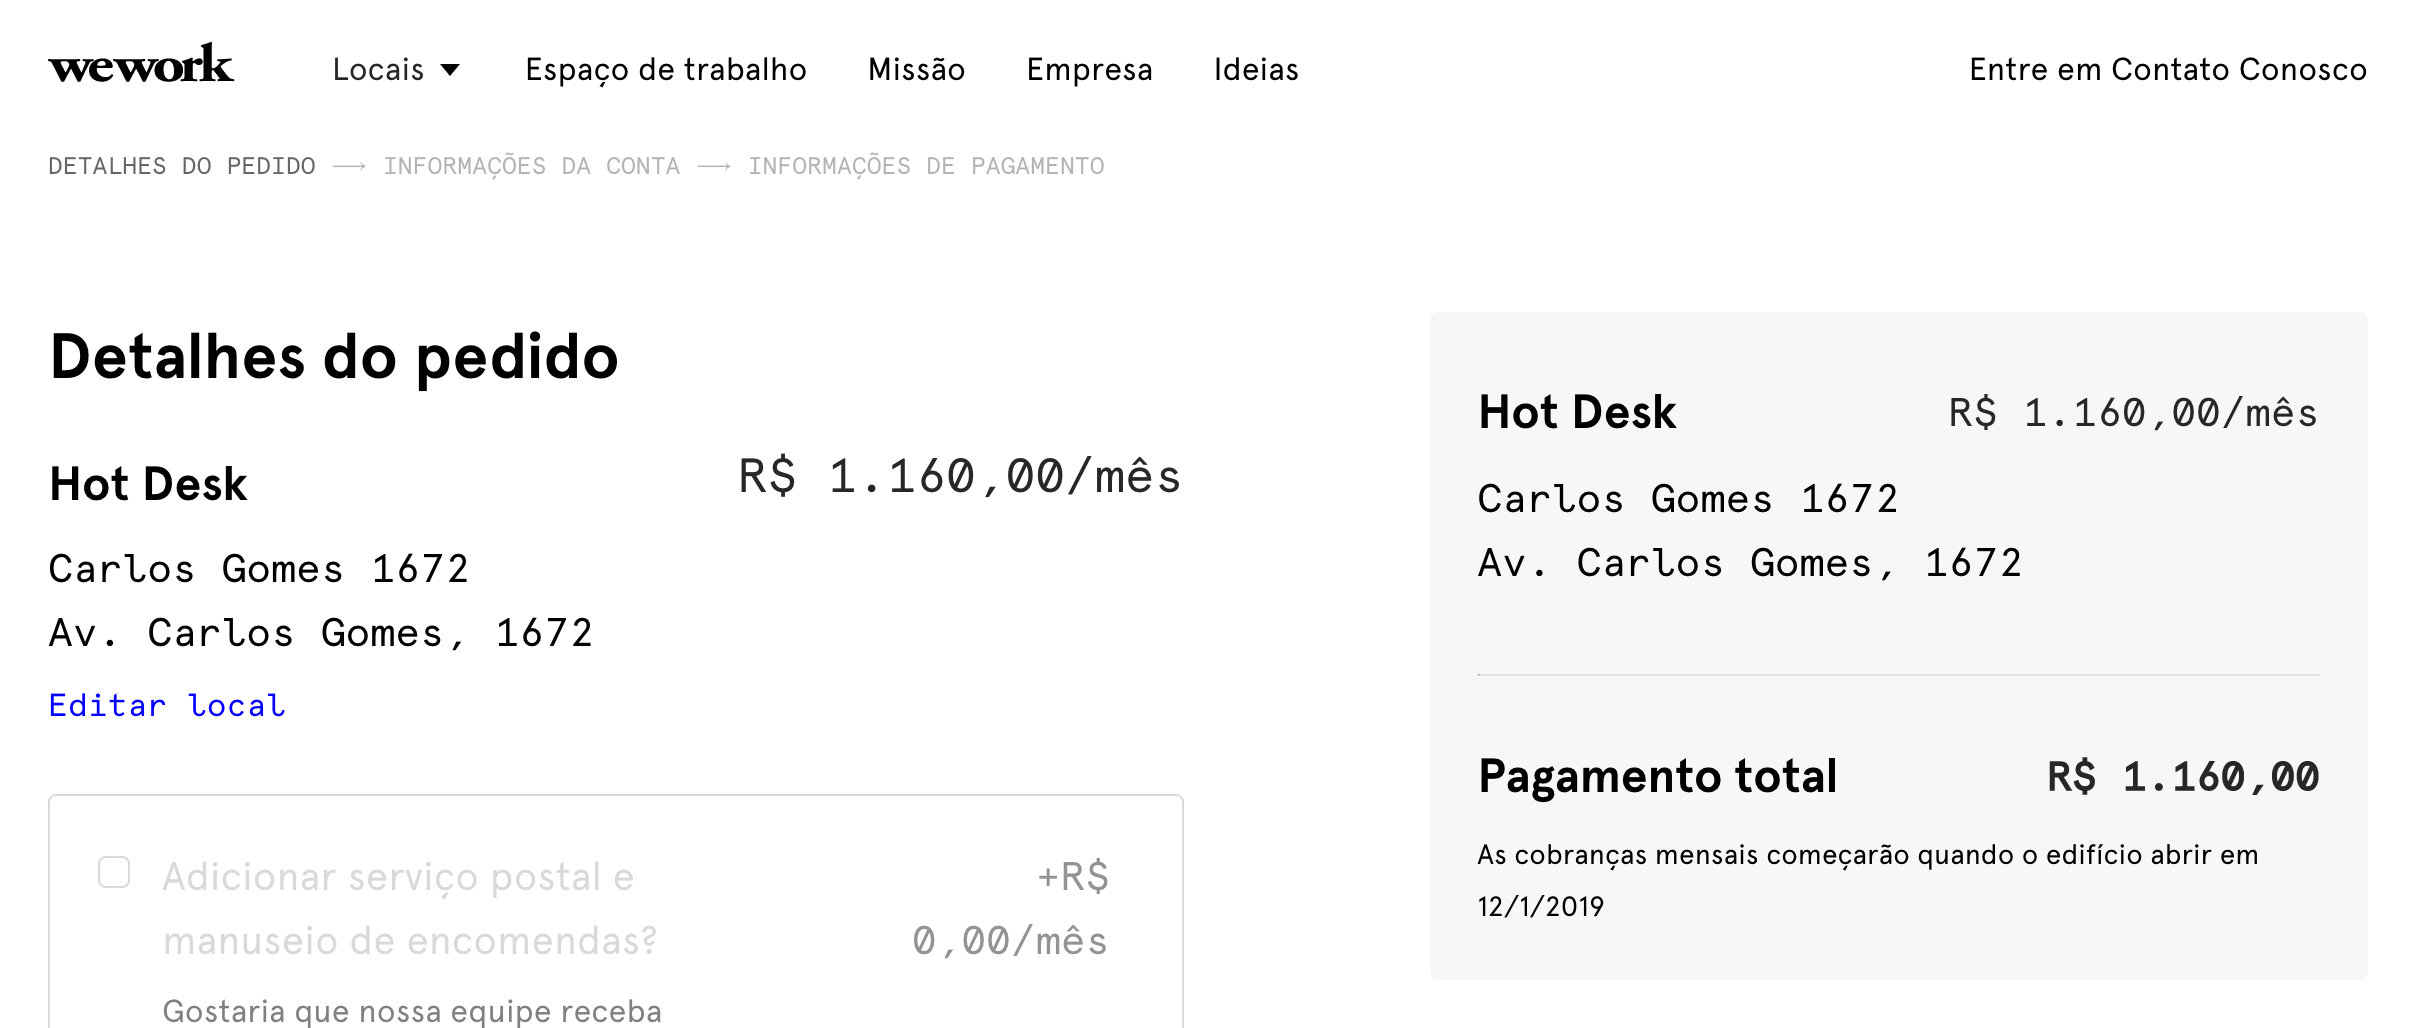 wework
Locais
Espaço de trabalho
Missão
Empresa
Ideias
Entre em Contato Conosco
DETALHES DO PEDIDO → INFORMAÇÕES DA CONTA → INFORMAÇÕES DE PAGAMENTO
Detalhes do pedido
Hot Desk
R$ 1.160,00/mês
Carlos Gomes 1672
Av. Carlos Gomes, 1672
Editar local
Adicionar serviço postal e
manuseio de encomendas?
+R$
0,00/mês
Gostaria que nossa equipe receba
Hot Desk
R$ 1.160,00/mês
Carlos Gomes 1672
Av. Carlos Gomes, 1672
Pagamento total
R$ 1.160,00
As cobranças mensais começarão quando o edifício abrir em
12/1/2019